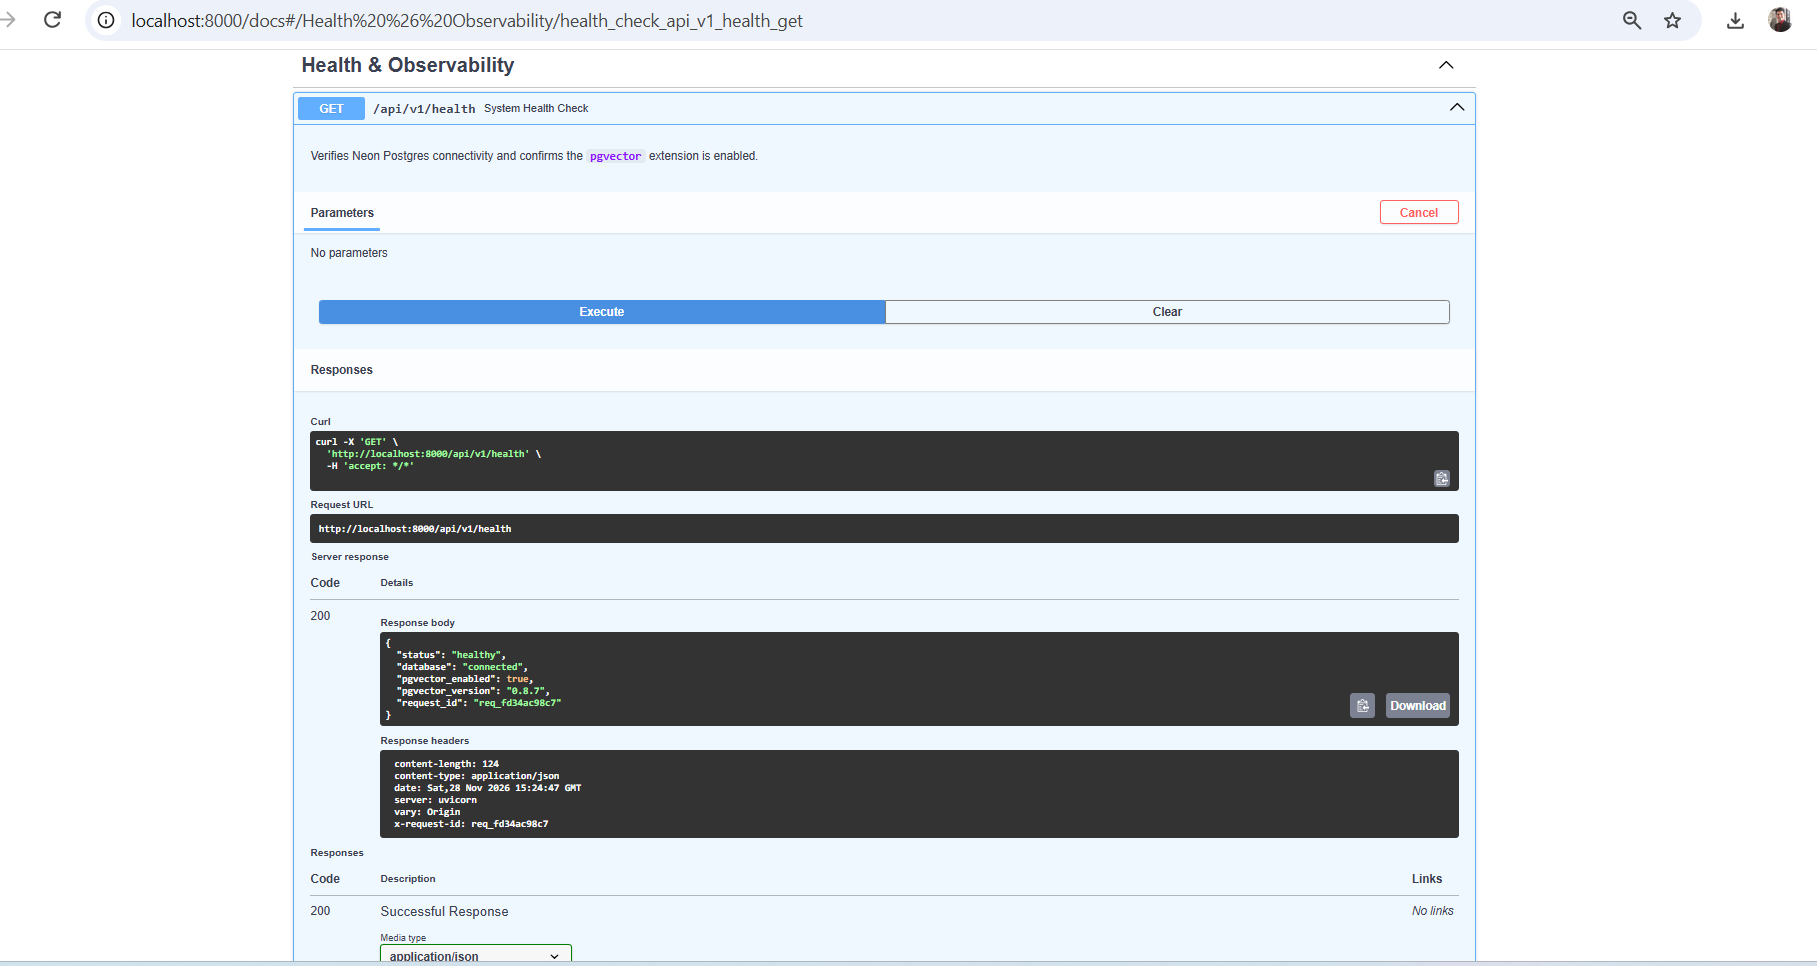 localhost:8000/docs#/Health%20%26%20Observability/health_check_api_v1_health_get
Health & Observability
GET /api/v1/health System Health Check
Verifies Neon Postgres connectivity and confirms the pgvector extension is enabled.
Parameters
Cancel
No parameters
Execute
Clear
Responses
Curl
curl -X 'GET' \
'http://localhost:8000/api/v1/health' \
-H 'accept: */*'
Request URL
http://localhost:8000/api/v1/health
Server response
Code Details
200
Response body
{
"status": "healthy",
"database": "connected",
"pgvector_enabled": true,
"pgvector_version": "0.8.7",
"request_id": "req_fd34ac98c7"
}
Download
Response headers
content-length: 124
content-type: application/json
date: Sat,28 Nov 2026 15:24:47 GMT
server: uvicorn
vary: Origin
x-request-id: req_fd34ac98c7
Responses
Code Description Links
200 Successful Response No links
Media type
application/json